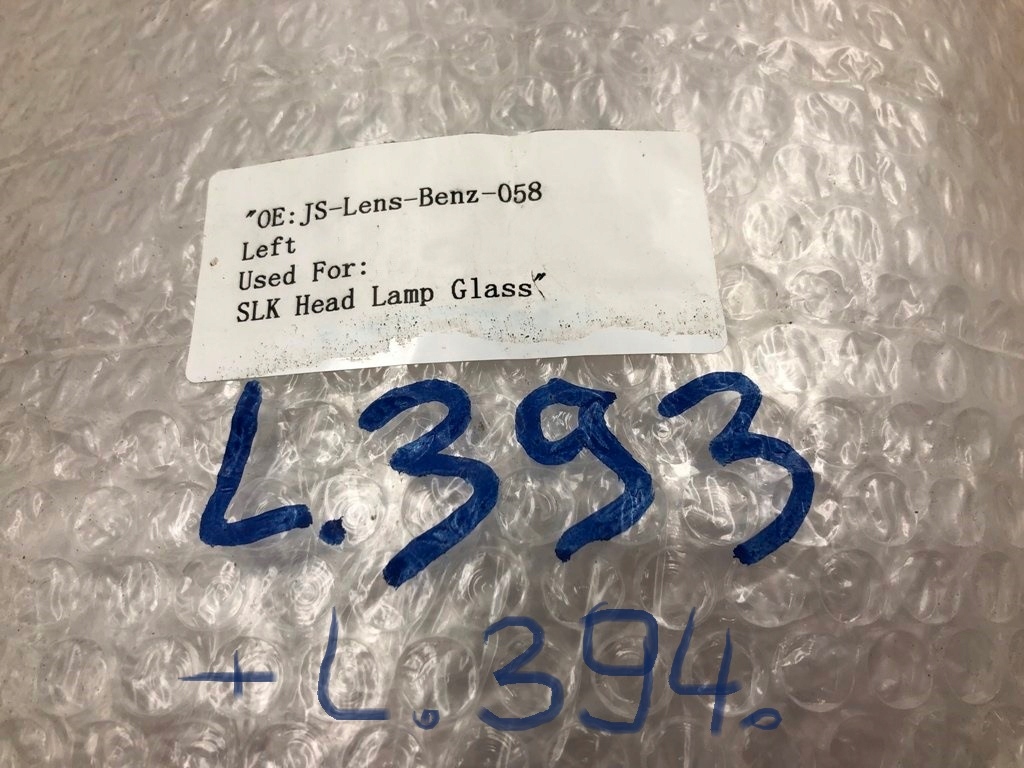 "OE:JS-Lens-Benz-058
Left
Used For:
SLK Head Lamp Glass"
L.393
+ L.394.